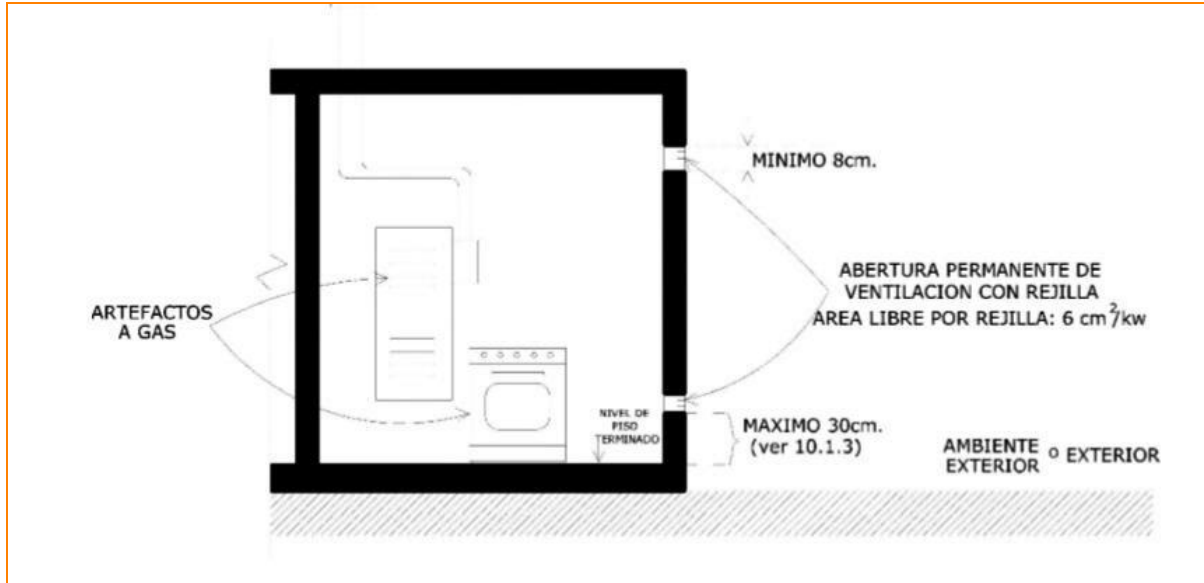 MINIMO 8cm.
ABERTURA PERMANENTE DE
VENTILACION CON REJILLA
AREA LIBRE POR REJILLA: 6 cm²/kw
ARTEFACTOS
A GAS
NIVEL DE
PISO
TERMINADO
MAXIMO 30cm.
(ver 10.1.3)
AMBIENTE
EXTERIOR
o EXTERIOR